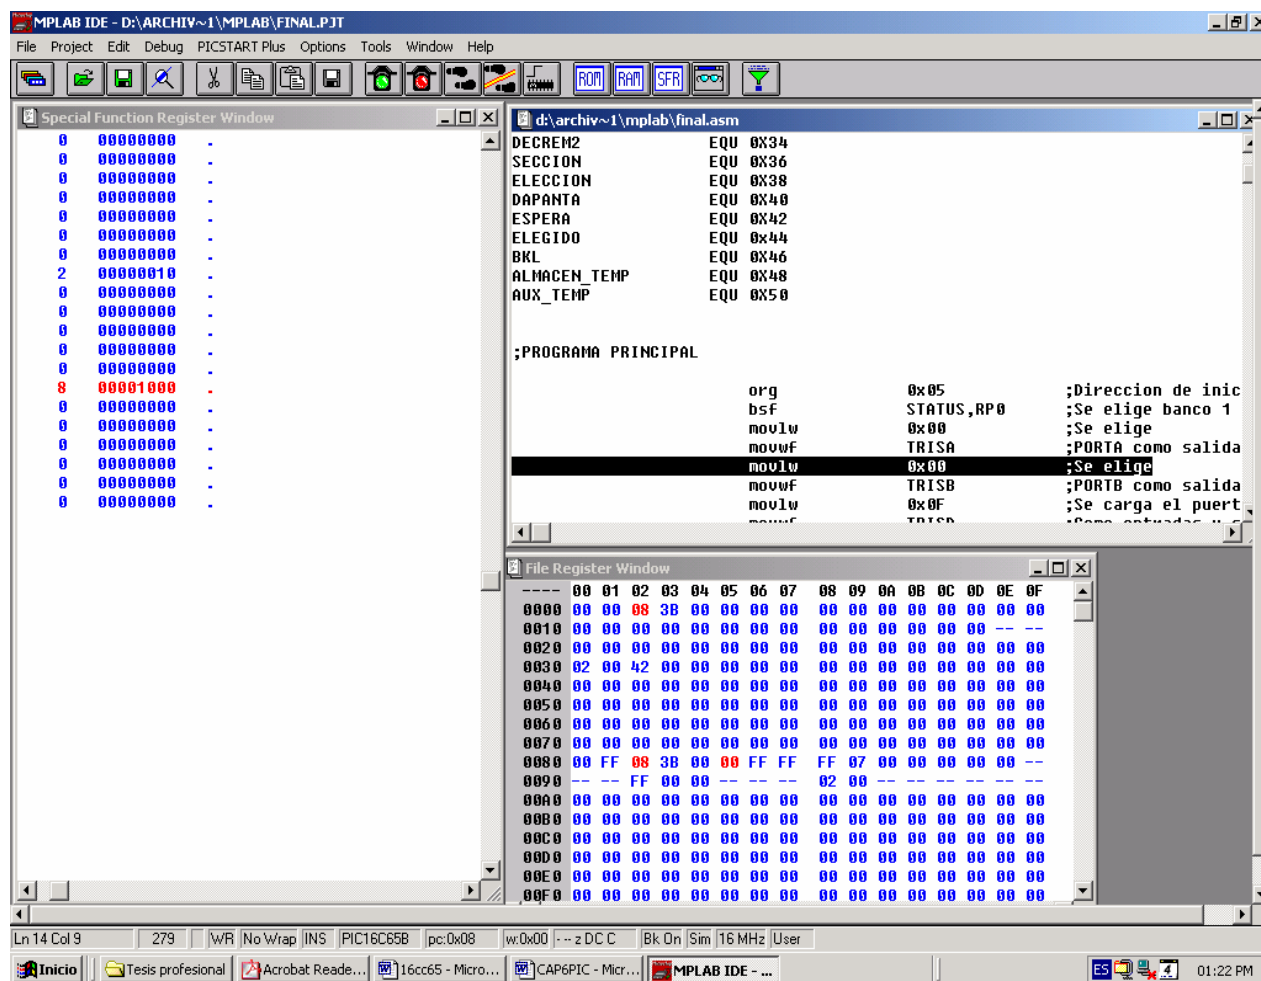 MPLAB IDE - D:\ARCHIV~1\MPLAB\FINAL.PJT
File Project Edit Debug PICSTART Plus Options Tools Window Help
ROM RAM SFR
Special Function Register Window
0 00000000 .
0 00000000 .
0 00000000 .
0 00000000 .
0 00000000 .
0 00000000 .
0 00000000 .
2 00000010 .
0 00000000 .
0 00000000 .
0 00000000 .
0 00000000 .
0 00000000 .
8 00001000 .
0 00000000 .
0 00000000 .
0 00000000 .
0 00000000 .
0 00000000 .
0 00000000 .
d:\archiv~1\mplab\final.asm
DECREM2 EQU 0X34
SECCION EQU 0X36
ELECCION EQU 0X38
DAPANTA EQU 0X40
ESPERA EQU 0X42
ELEGIDO EQU 0x44
BKL EQU 0X46
ALMACEN_TEMP EQU 0X48
AUX_TEMP EQU 0X50
;PROGRAMA PRINCIPAL
org 0x05 ;Direccion de inic
bsf STATUS,RP0 ;Se elige banco 1
movlw 0x00 ;Se elige
movwf TRISA ;PORTA como salida
movlw 0x00 ;Se elige
movwf TRISB ;PORTB como salida
movlw 0x0F ;Se carga el puert
movwf TRISD ;Como entradas y s
File Register Window
---- 00 01 02 03 04 05 06 07 08 09 0A 0B 0C 0D 0E 0F
0000 00 00 08 3B 00 00 00 00 00 00 00 00 00 00 00 00
0010 00 00 00 00 00 00 00 00 00 00 00 00 00 00 -- --
0020 00 00 00 00 00 00 00 00 00 00 00 00 00 00 00 00
0030 02 00 42 00 00 00 00 00 00 00 00 00 00 00 00 00
0040 00 00 00 00 00 00 00 00 00 00 00 00 00 00 00 00
0050 00 00 00 00 00 00 00 00 00 00 00 00 00 00 00 00
0060 00 00 00 00 00 00 00 00 00 00 00 00 00 00 00 00
0070 00 00 00 00 00 00 00 00 00 00 00 00 00 00 00 00
0080 00 FF 08 3B 00 00 FF FF FF 07 00 00 00 00 00 --
0090 -- -- FF 00 00 -- -- -- 02 00 -- -- -- -- -- --
00A0 00 00 00 00 00 00 00 00 00 00 00 00 00 00 00 00
00B0 00 00 00 00 00 00 00 00 00 00 00 00 00 00 00 00
00C0 00 00 00 00 00 00 00 00 00 00 00 00 00 00 00 00
00D0 00 00 00 00 00 00 00 00 00 00 00 00 00 00 00 00
00E0 00 00 00 00 00 00 00 00 00 00 00 00 00 00 00 00
00F0 00 00 00 00 00 00 00 00 00 00 00 00 00 00 00 00
Ln 14 Col 9 279 WR No Wrap INS PIC16C65B pc:0x08 w:0x00 - -- z DC C Bk On Sim 16 MHz User
Inicio Tesis profesional Acrobat Reade... 16cc65 - Micro... CAP6PIC - Micr... MPLAB IDE - ... ES 4 01:22 PM